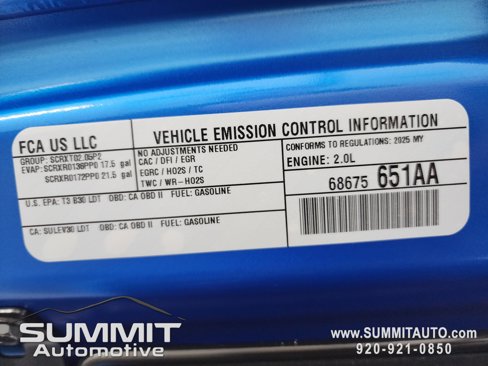 FCA US LLC
VEHICLE EMISSION CONTROL INFORMATION
GROUP: SCRXT02.05P2
EVAP: SCRXR0136PP0 17.5 gal
SCRXR0172PP0 21.5 gal
NO ADJUSTMENTS NEEDED
CAC / DFI / EGR
EGRC / HO2S / TC
TWC / WR-HO2S
CONFORMS TO REGULATIONS: 2025 MY
ENGINE: 2.0L
68675 651AA
U.S. EPA: T3 B30 LDT OBD: CA OBD II FUEL: GASOLINE
CA: SULEV30 LDT OBD: CA OBD II FUEL: GASOLINE
SUMMIT
Automotive
WWW.SUMMITAUTO.COM
920-921-0850